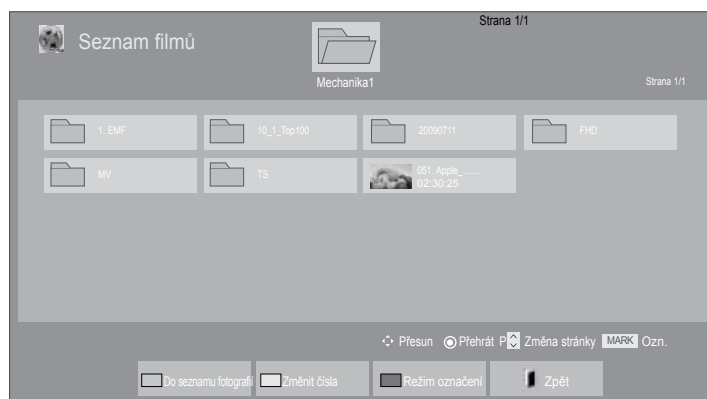 Strana 1/1
Seznam filmů
Mechanika1
Strana 1/1
1. EMF
10_1_Top100
20090711
FHD
MV
TS
051. Apple_ ......
02:30:25
Přesun Přehrát P Změna stránky MARK Ozn.
Do seznamu fotografií Změnit čísla Režim označení Zpět